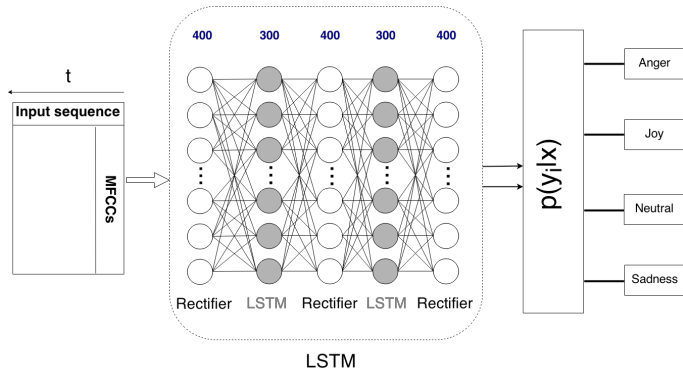 400 300 400 300 400
t
Input sequence
MFCCs
Rectifier LSTM Rectifier LSTM Rectifier
LSTM
p(yᵢ|x)
Anger
Joy
Neutral
Sadness